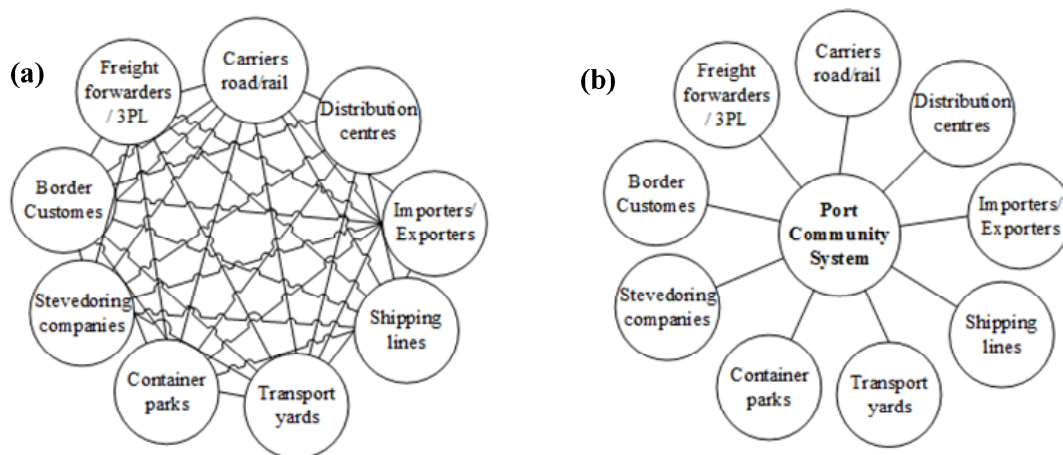 (a)
Freight
forwarders
/ 3PL
Carriers
road/rail
Distribution
centres
Border
Customes
Importers/
Exporters
Stevedoring
companies
Shipping
lines
Container
parks
Transport
yards
(b)
Freight
forwarders
/ 3PL
Carriers
road/rail
Distribution
centres
Border
Customes
Port
Community
System
Importers/
Exporters
Stevedoring
companies
Shipping
lines
Container
parks
Transport
yards